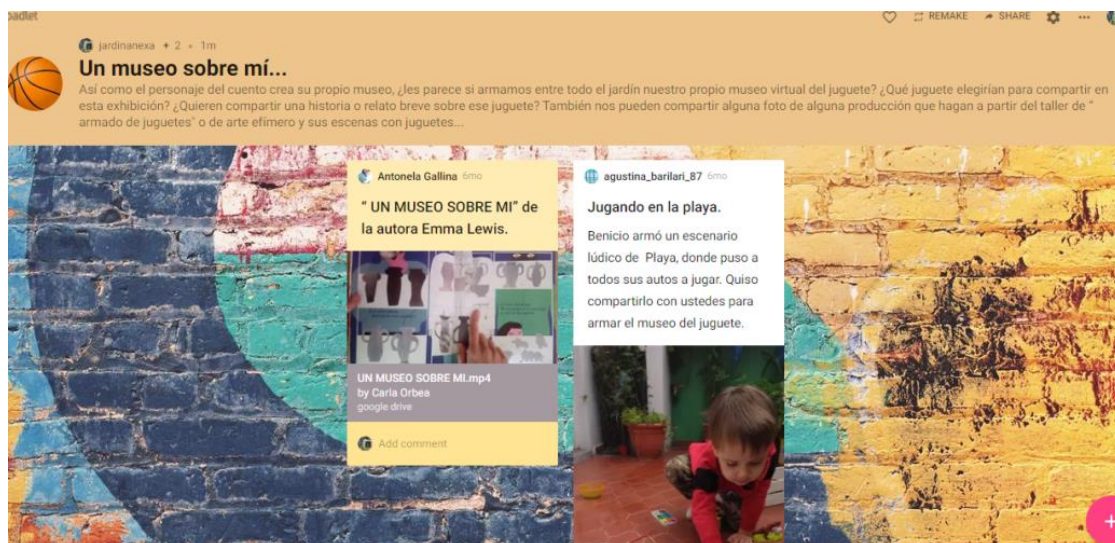 padlet
REMAKE SHARE
jardinanexa + 2 • 1m
Un museo sobre mí...
Así como el personaje del cuento crea su propio museo, ¿les parece si armamos entre todo el jardín nuestro propio museo virtual del juguete? ¿Qué juguete elegirían para compartir en
esta exhibición? ¿Quieren compartir una historia o relato breve sobre ese juguete? También nos pueden compartir alguna foto de alguna producción que hagan a partir del taller de "
armado de juguetes" o de arte efímero y sus escenas con juguetes...
Antonela Gallina 6mo
" UN MUSEO SOBRE MI" de
la autora Emma Lewis.
UN MUSEO SOBRE MI.mp4
by Carla Orbea
google drive
Add comment
agustina_barilari_87 6mo
Jugando en la playa.
Benicio armó un escenario
lúdico de Playa, donde puso a
todos sus autos a jugar. Quiso
compartirlo con ustedes para
armar el museo del juguete.